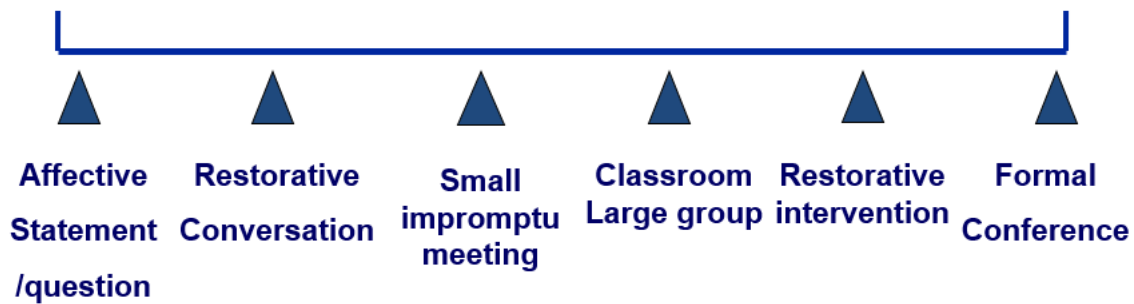 Affective
Statement
/question
Restorative
Conversation
Small
impromptu
meeting
Classroom
Large group
Restorative
intervention
Formal
Conference